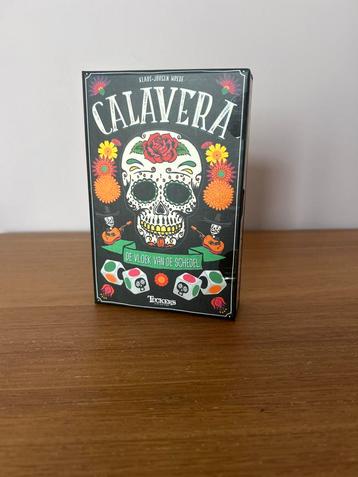 KLAUS-JÜRGEN WREDE
CALAVERA
DE VLOEK VAN DE SCHEDEL
TUCKERS